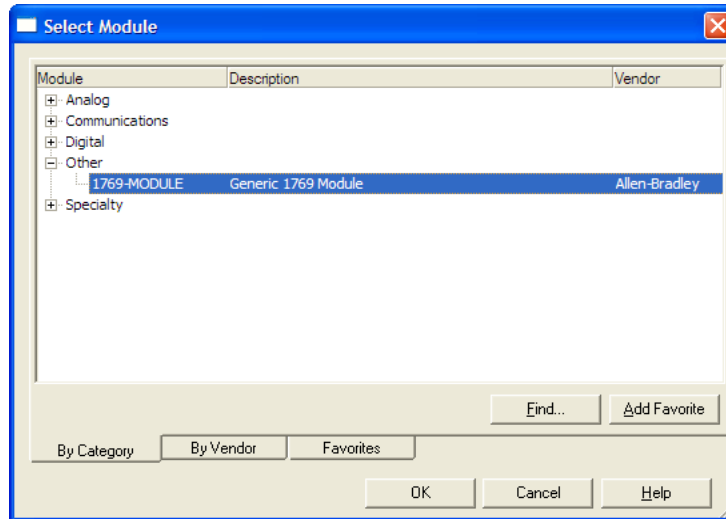 Select Module
Module Description Vendor
Analog
Communications
Digital
Other
1769-MODULE Generic 1769 Module Allen-Bradley
Specialty
Find... Add Favorite
By Category By Vendor Favorites
OK Cancel Help